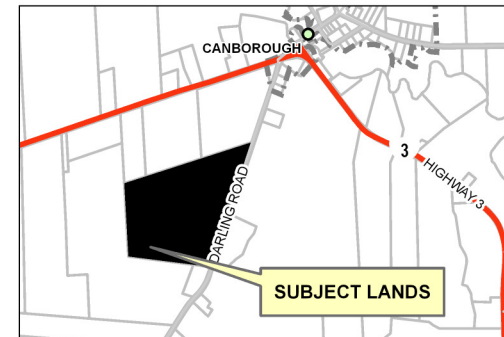 CANBOROUGH
3
HIGHWAY 3
DARLING ROAD
SUBJECT LANDS